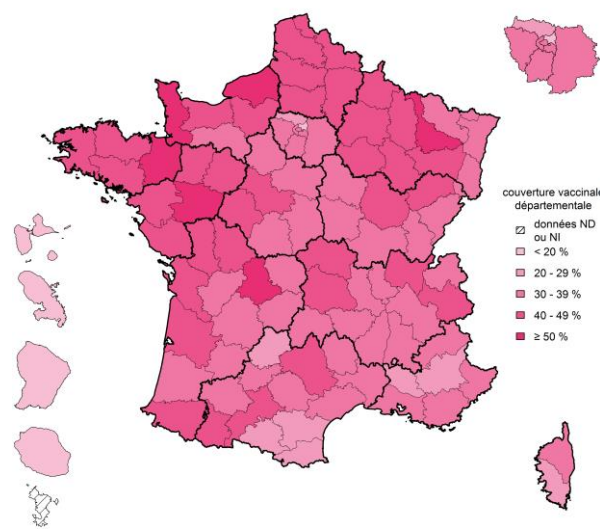 couverture vaccinale
départementale
données ND
ou NI
< 20 %
20 - 29 %
30 - 39 %
40 - 49 %
≥ 50 %